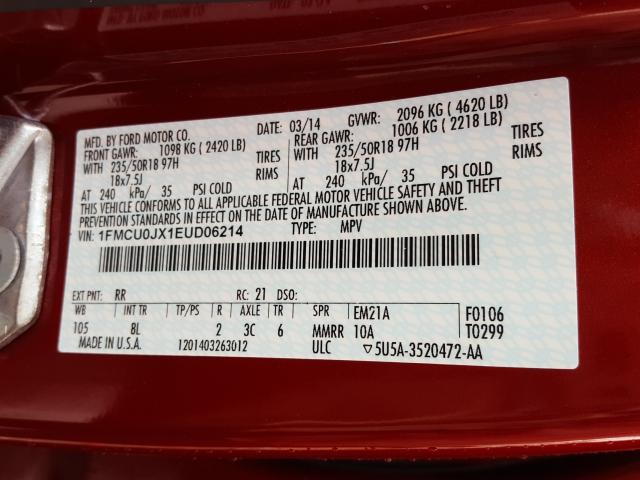 MFD. BY FORD MOTOR CO. DATE: 03/14 GVWR: 2096 KG ( 4620 LB)
FRONT GAWR: 1098 KG ( 2420 LB) REAR GAWR: 1006 KG ( 2218 LB)
WITH 235/50R18 97H TIRES WITH 235/50R18 97H TIRES
18x7.5J RIMS 18x7.5J RIMS
AT 240 kPa/ 35 PSI COLD AT 240 kPa/ 35 PSI COLD
THIS VEHICLE CONFORMS TO ALL APPLICABLE FEDERAL MOTOR VEHICLE SAFETY AND THEFT
PREVENTION STANDARDS IN EFFECT ON THE DATE OF MANUFACTURE SHOWN ABOVE.
VIN: 1FMCU0JX1EUD06214 TYPE: MPV
EXT PNT: RR RC: 21 DSO:
WB INT TR TP/PS R AXLE TR SPR EM21A F0106
105 8L 2 3C 6 MMRR 10A T0299
MADE IN U.S.A. 1201403263012 ULC ▽5U5A-3520472-AA